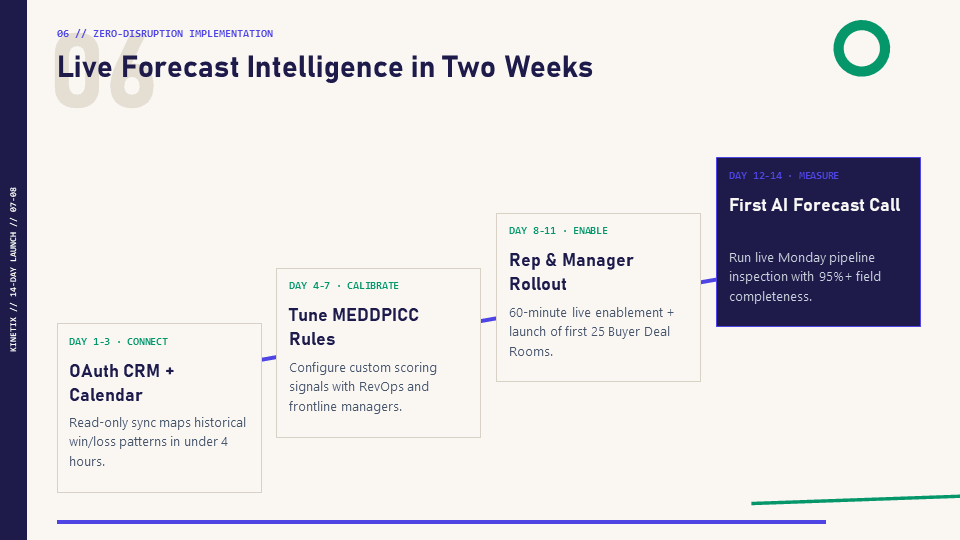 KINETIX // 14-DAY LAUNCH // 07-08
06
06 // ZERO-DISRUPTION IMPLEMENTATION
Live Forecast Intelligence in Two Weeks
DAY 1-3 · CONNECT
OAuth CRM +
Calendar
Read-only sync maps historical
win/loss patterns in under 4
hours.
DAY 4-7 · CALIBRATE
Tune MEDDPICC
Rules
Configure custom scoring
signals with RevOps and
frontline managers.
DAY 8-11 · ENABLE
Rep & Manager
Rollout
60-minute live enablement +
launch of first 25 Buyer Deal
Rooms.
DAY 12-14 · MEASURE
First AI Forecast Call
Run live Monday pipeline
inspection with 95%+ field
completeness.